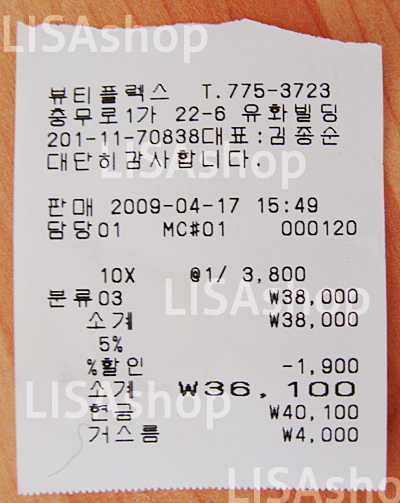 LISAshop
뷰티플렉스 T.775-3723
충무로1가 22-6 유화빌딩
201-11-70838대표:김종순
대단히감사합니다.
LISAshop
판매 2009-04-17 15:49
담당01 MC#01 000120
10X @1/ 3,800
분류03 ₩38,000
LISAshop
소계 ₩38,000
5%
%할인 -1,900
소계 ₩36,100
LISAshop
현금 ₩40,100
거스름 ₩4,000
LISAshop